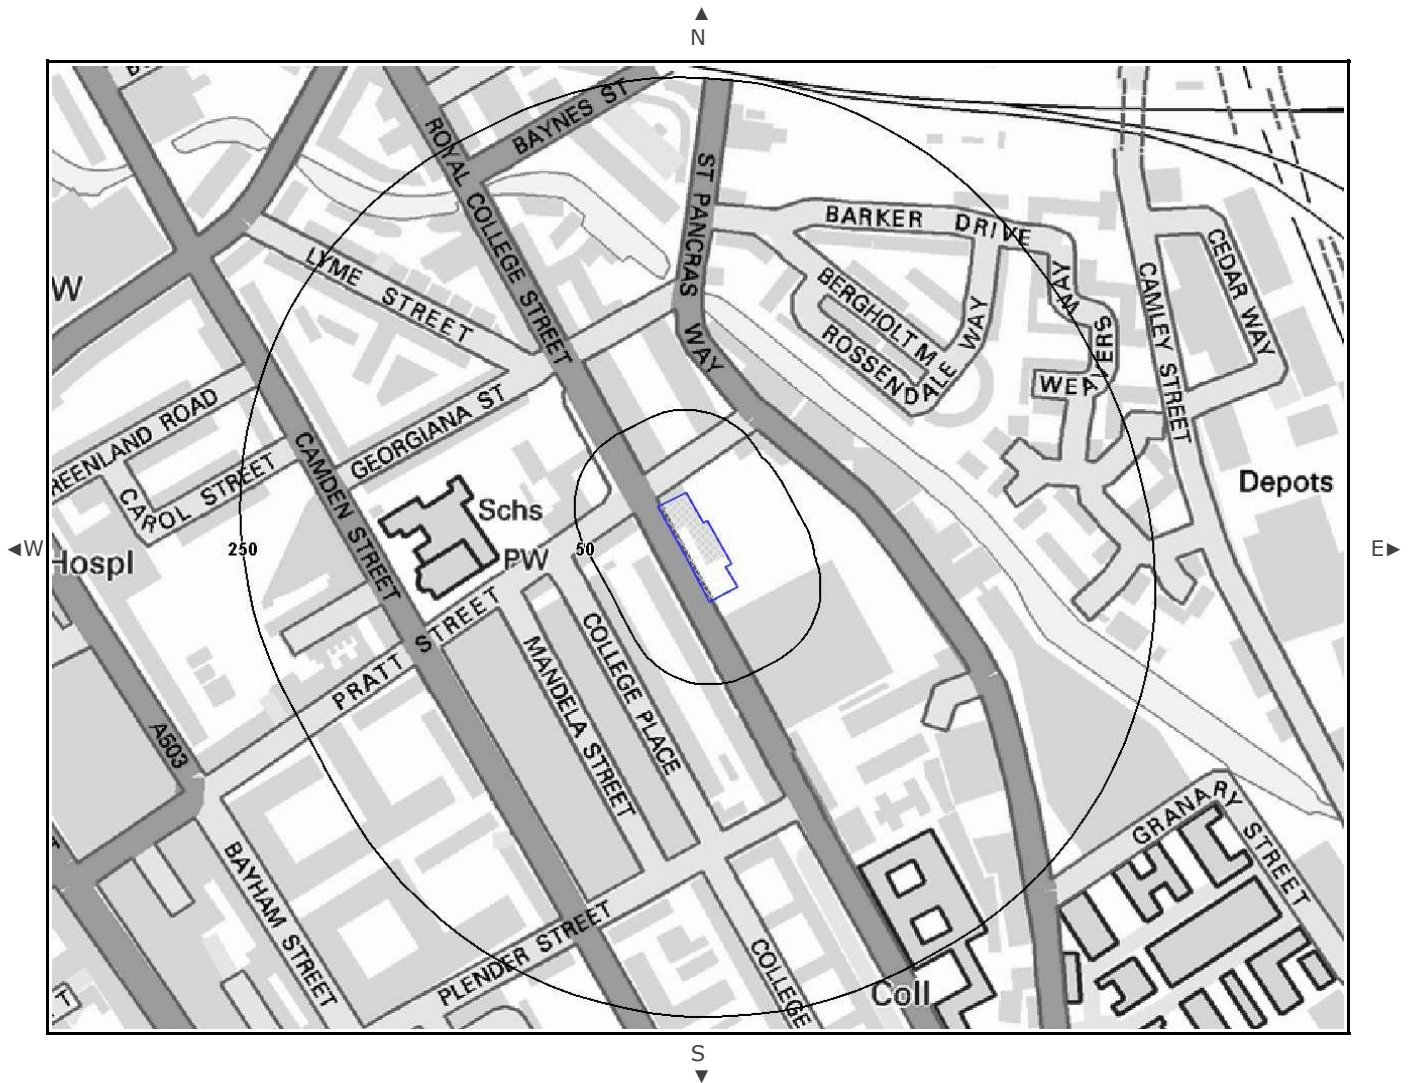 ▲
N
BAYNES ST
ROYAL COLLEGE STREET
ST PANCRAS WAY
BARKER DRIVE
LYME STREET
BERGHOLT M
ROSSENDALE WAY
WEAVERS WAY
WEA
CAMLEY STREET
CEDAR WAY
W
REENLAND ROAD
CAROL STREET
GEORGIANA ST
CAMDEN STREET
Schs
Depots
◄W
250
50
E►
Hospl
PW
PRATT STREET
MANDELA STREET
COLLEGE PLACE
A503
BAYHAM STREET
PLENDER STREET
COLLEGE
GRANARY STREET
Coll
T
S
▼